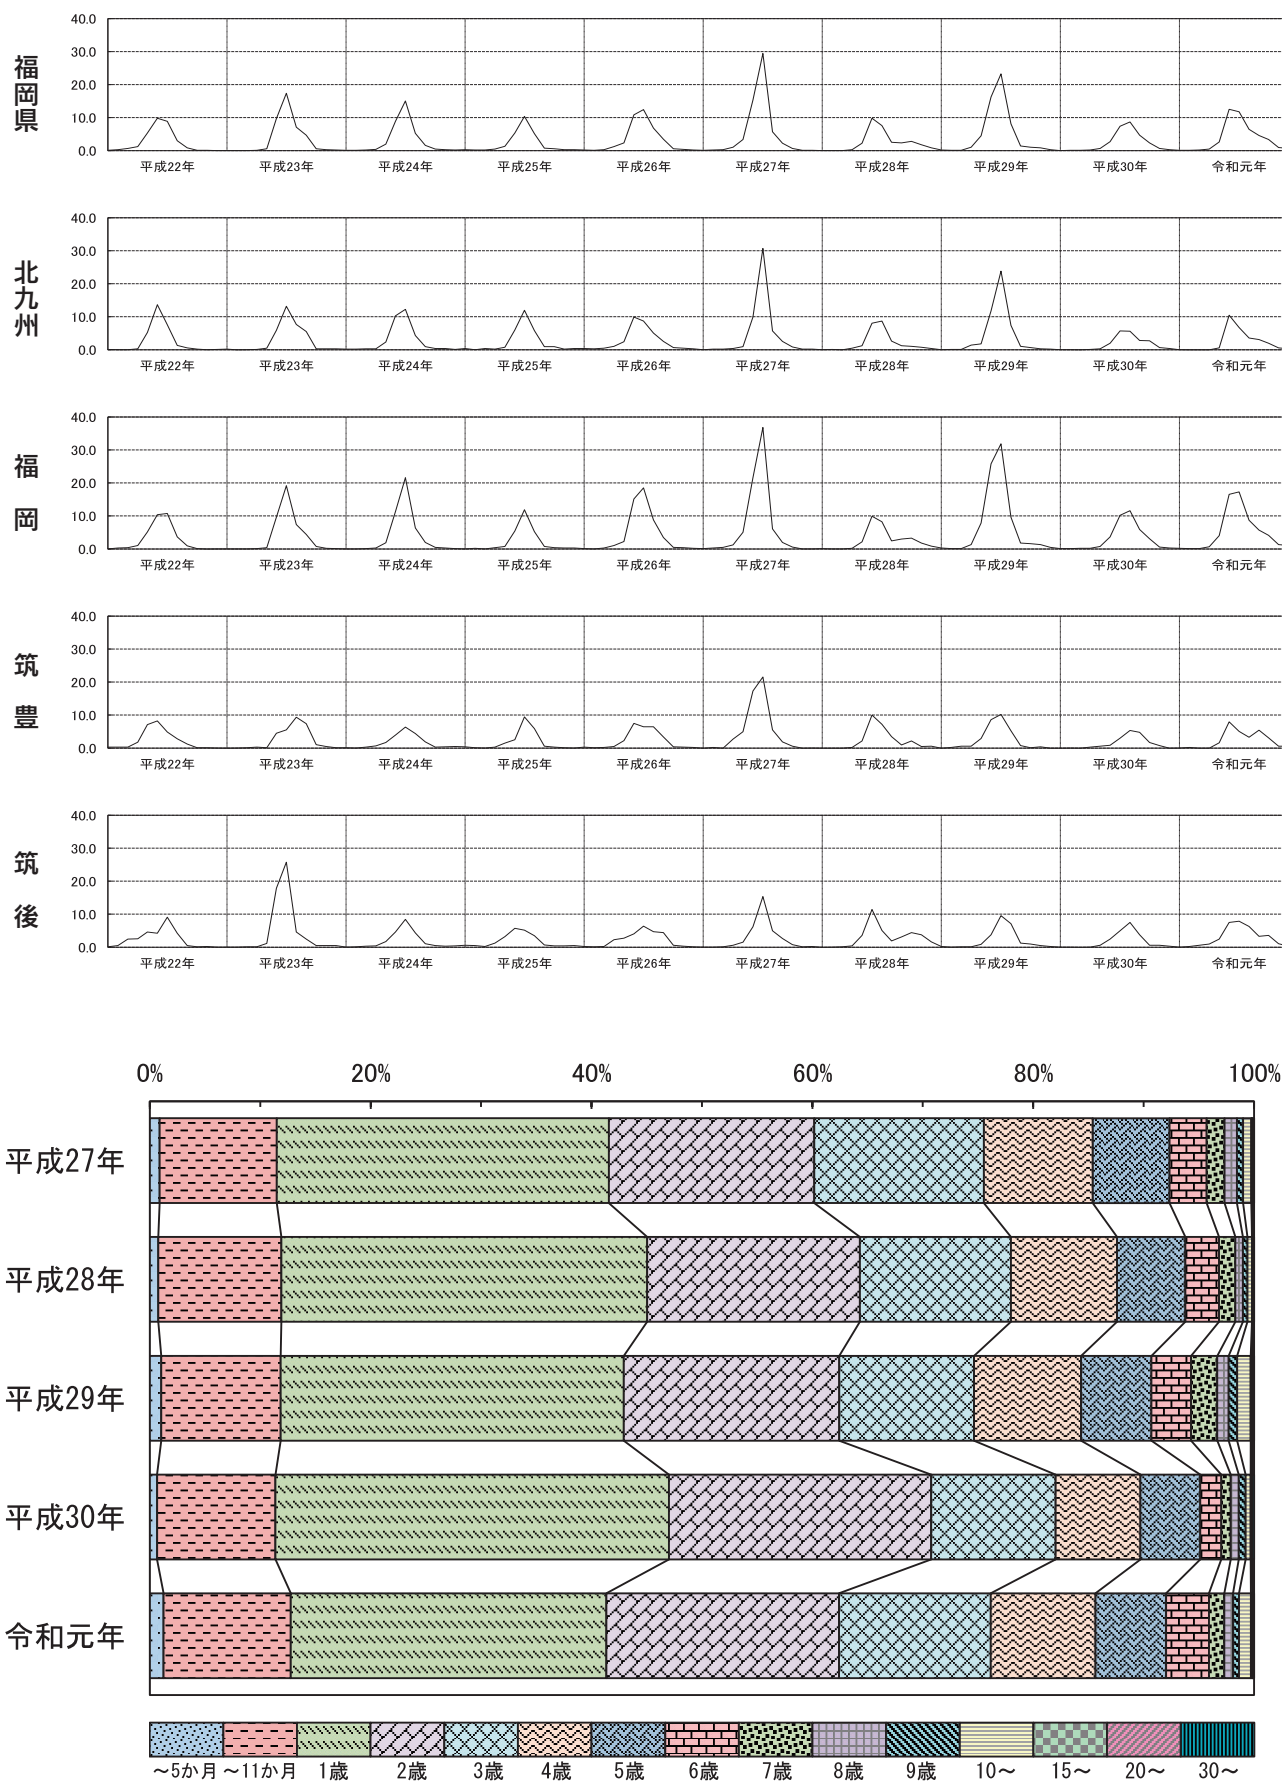 福岡県
40.0
30.0
20.0
10.0
0.0
平成22年 平成23年 平成24年 平成25年 平成26年 平成27年 平成28年 平成29年 平成30年 令和元年
北九州
40.0
30.0
20.0
10.0
0.0
平成22年 平成23年 平成24年 平成25年 平成26年 平成27年 平成28年 平成29年 平成30年 令和元年
福岡
40.0
30.0
20.0
10.0
0.0
平成22年 平成23年 平成24年 平成25年 平成26年 平成27年 平成28年 平成29年 平成30年 令和元年
筑豊
40.0
30.0
20.0
10.0
0.0
平成22年 平成23年 平成24年 平成25年 平成26年 平成27年 平成28年 平成29年 平成30年 令和元年
筑後
40.0
30.0
20.0
10.0
0.0
平成22年 平成23年 平成24年 平成25年 平成26年 平成27年 平成28年 平成29年 平成30年 令和元年
0% 20% 40% 60% 80% 100%
平成27年
平成28年
平成29年
平成30年
令和元年
～5か月 ～11か月 1歳 2歳 3歳 4歳 5歳 6歳 7歳 8歳 9歳 10～ 15～ 20～ 30～